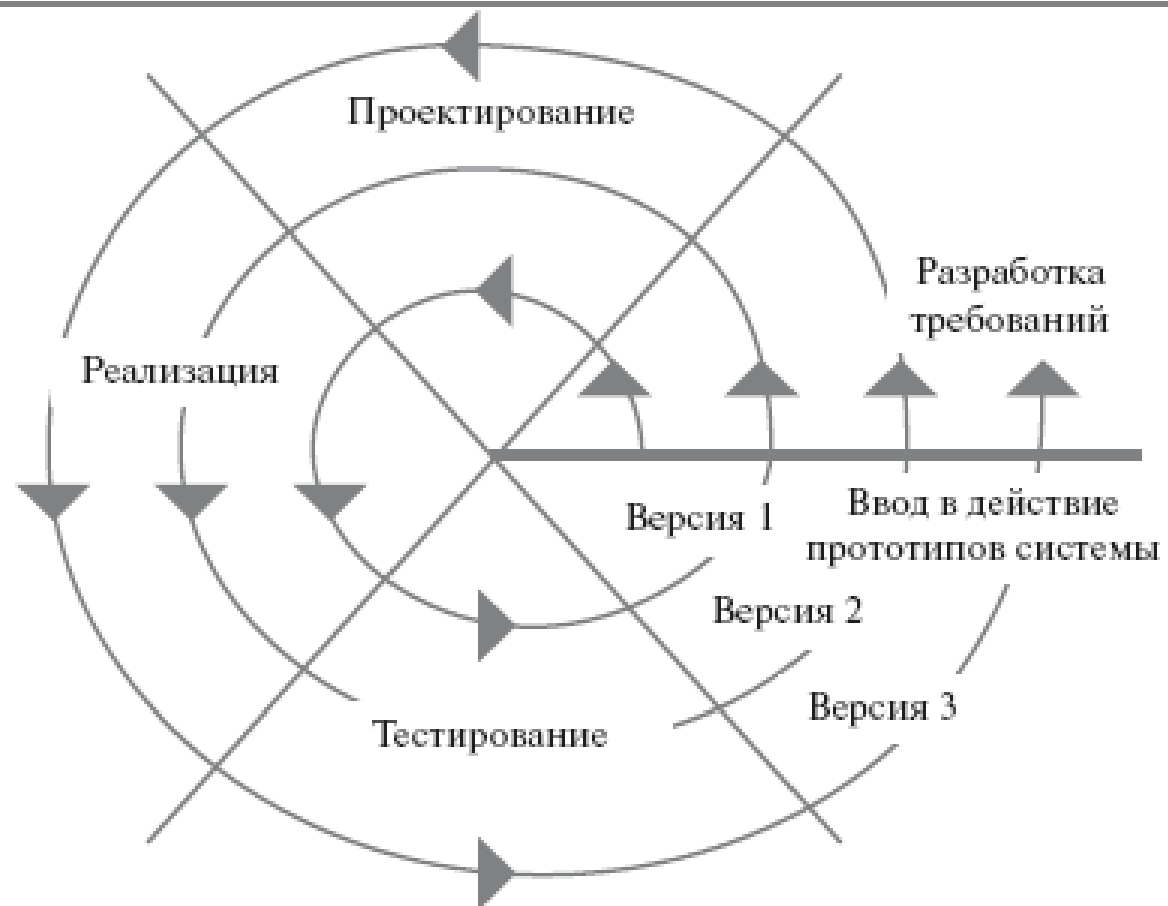 Проектирование
Разработка
требований
Реализация
Версия 1
Ввод в действие
прототипов системы
Версия 2
Версия 3
Тестирование